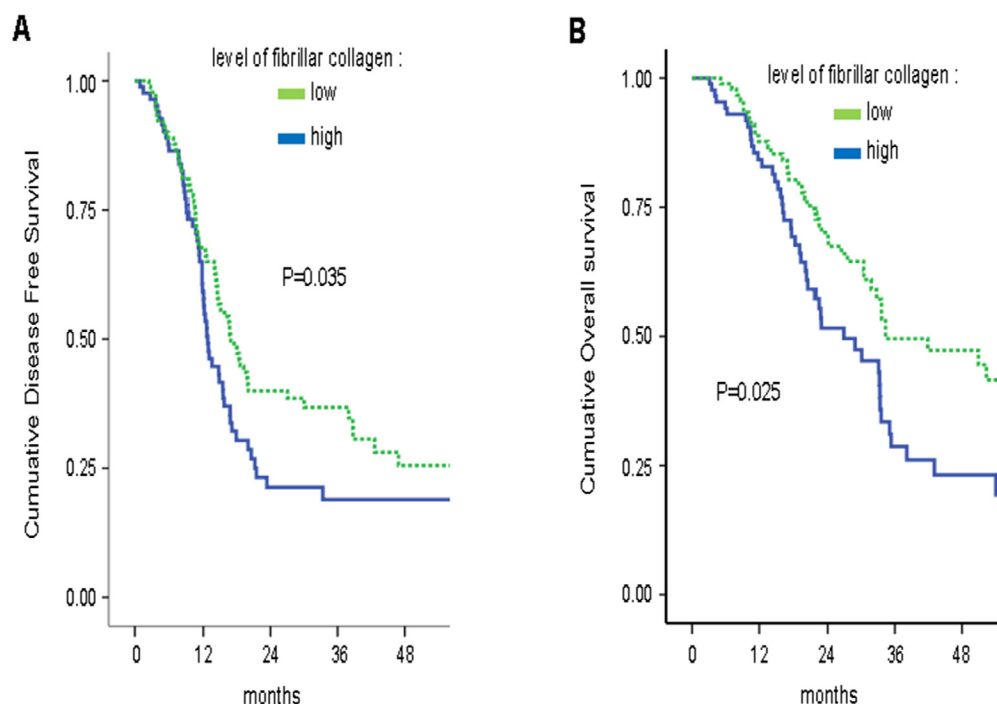 A
level of fibrillar collagen :
low
high
Cumuative Disease Free Survival
1.00
0.75
0.50
0.25
0.00
P=0.035
0 12 24 36 48
months
B
level of fibrillar collagen :
low
high
Cumuative Overall survival
1.00
0.75
0.50
0.25
0.00
P=0.025
0 12 24 36 48
months